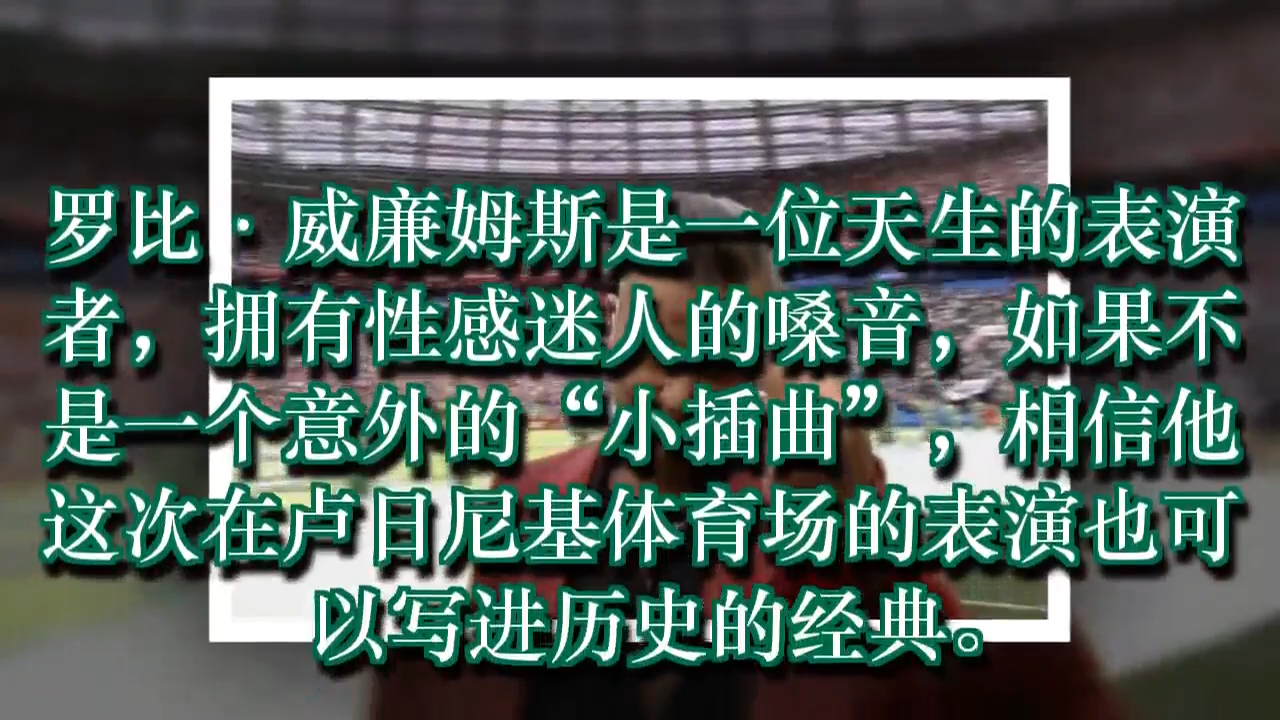 罗比·威廉姆斯是一位天生的表演
者，拥有性感迷人的嗓音，如果不
是一个意外的“小插曲”，相信他
这次在卢日尼基体育场的表演也可
以写进历史的经典。